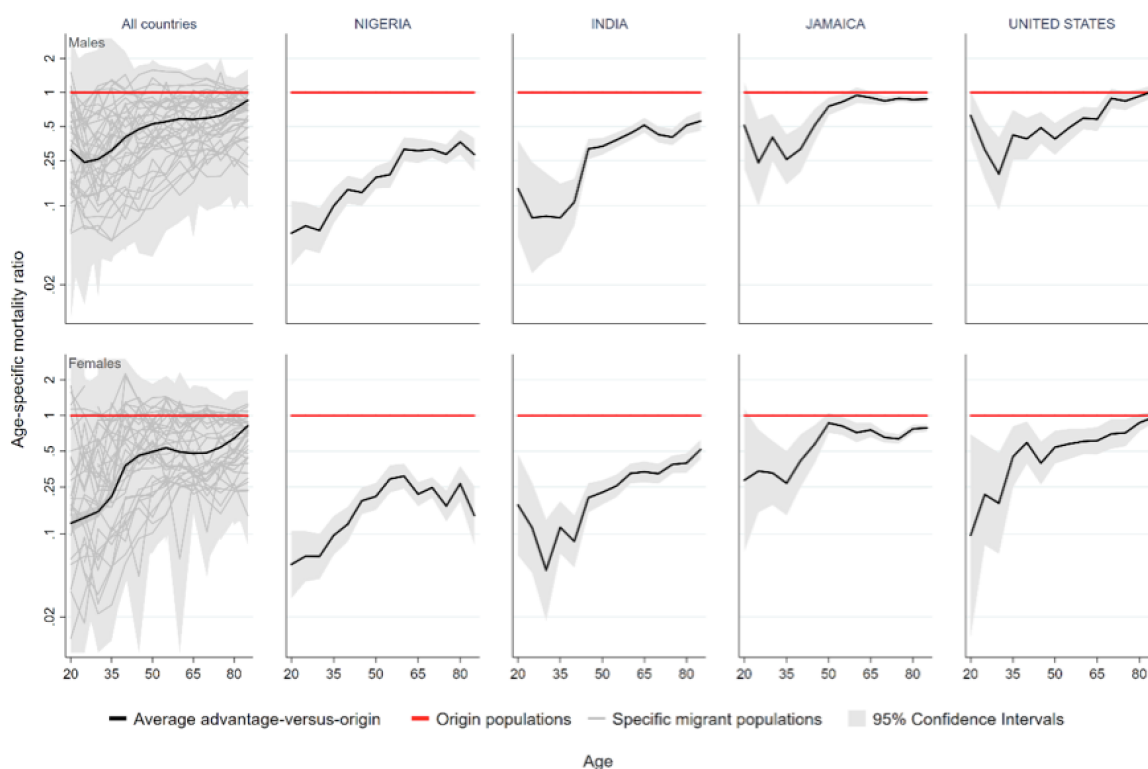 All countries NIGERIA INDIA JAMAICA UNITED STATES
Males
2
1
.5
.25
.1
.02
Age-specific mortality ratio
Females
2
1
.5
.25
.1
.02
20 35 50 65 80 20 35 50 65 80 20 35 50 65 80 20 35 50 65 80 20 35 50 65 80
Average advantage-versus-origin Origin populations Specific migrant populations 95% Confidence Intervals
Age